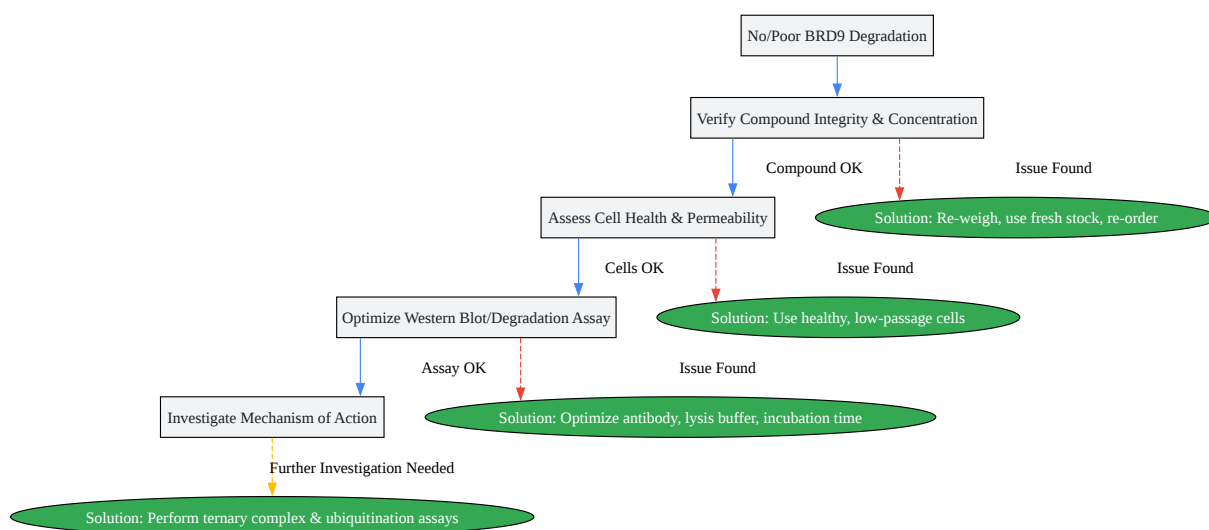 No/Poor BRD9 Degradation
Verify Compound Integrity & Concentration
Compound OK
Issue Found
Assess Cell Health & Permeability
Solution: Re-weigh, use fresh stock, re-order
Cells OK
Issue Found
Optimize Western Blot/Degradation Assay
Solution: Use healthy, low-passage cells
Assay OK
Issue Found
Investigate Mechanism of Action
Solution: Optimize antibody, lysis buffer, incubation time
Further Investigation Needed
Solution: Perform ternary complex & ubiquitination assays